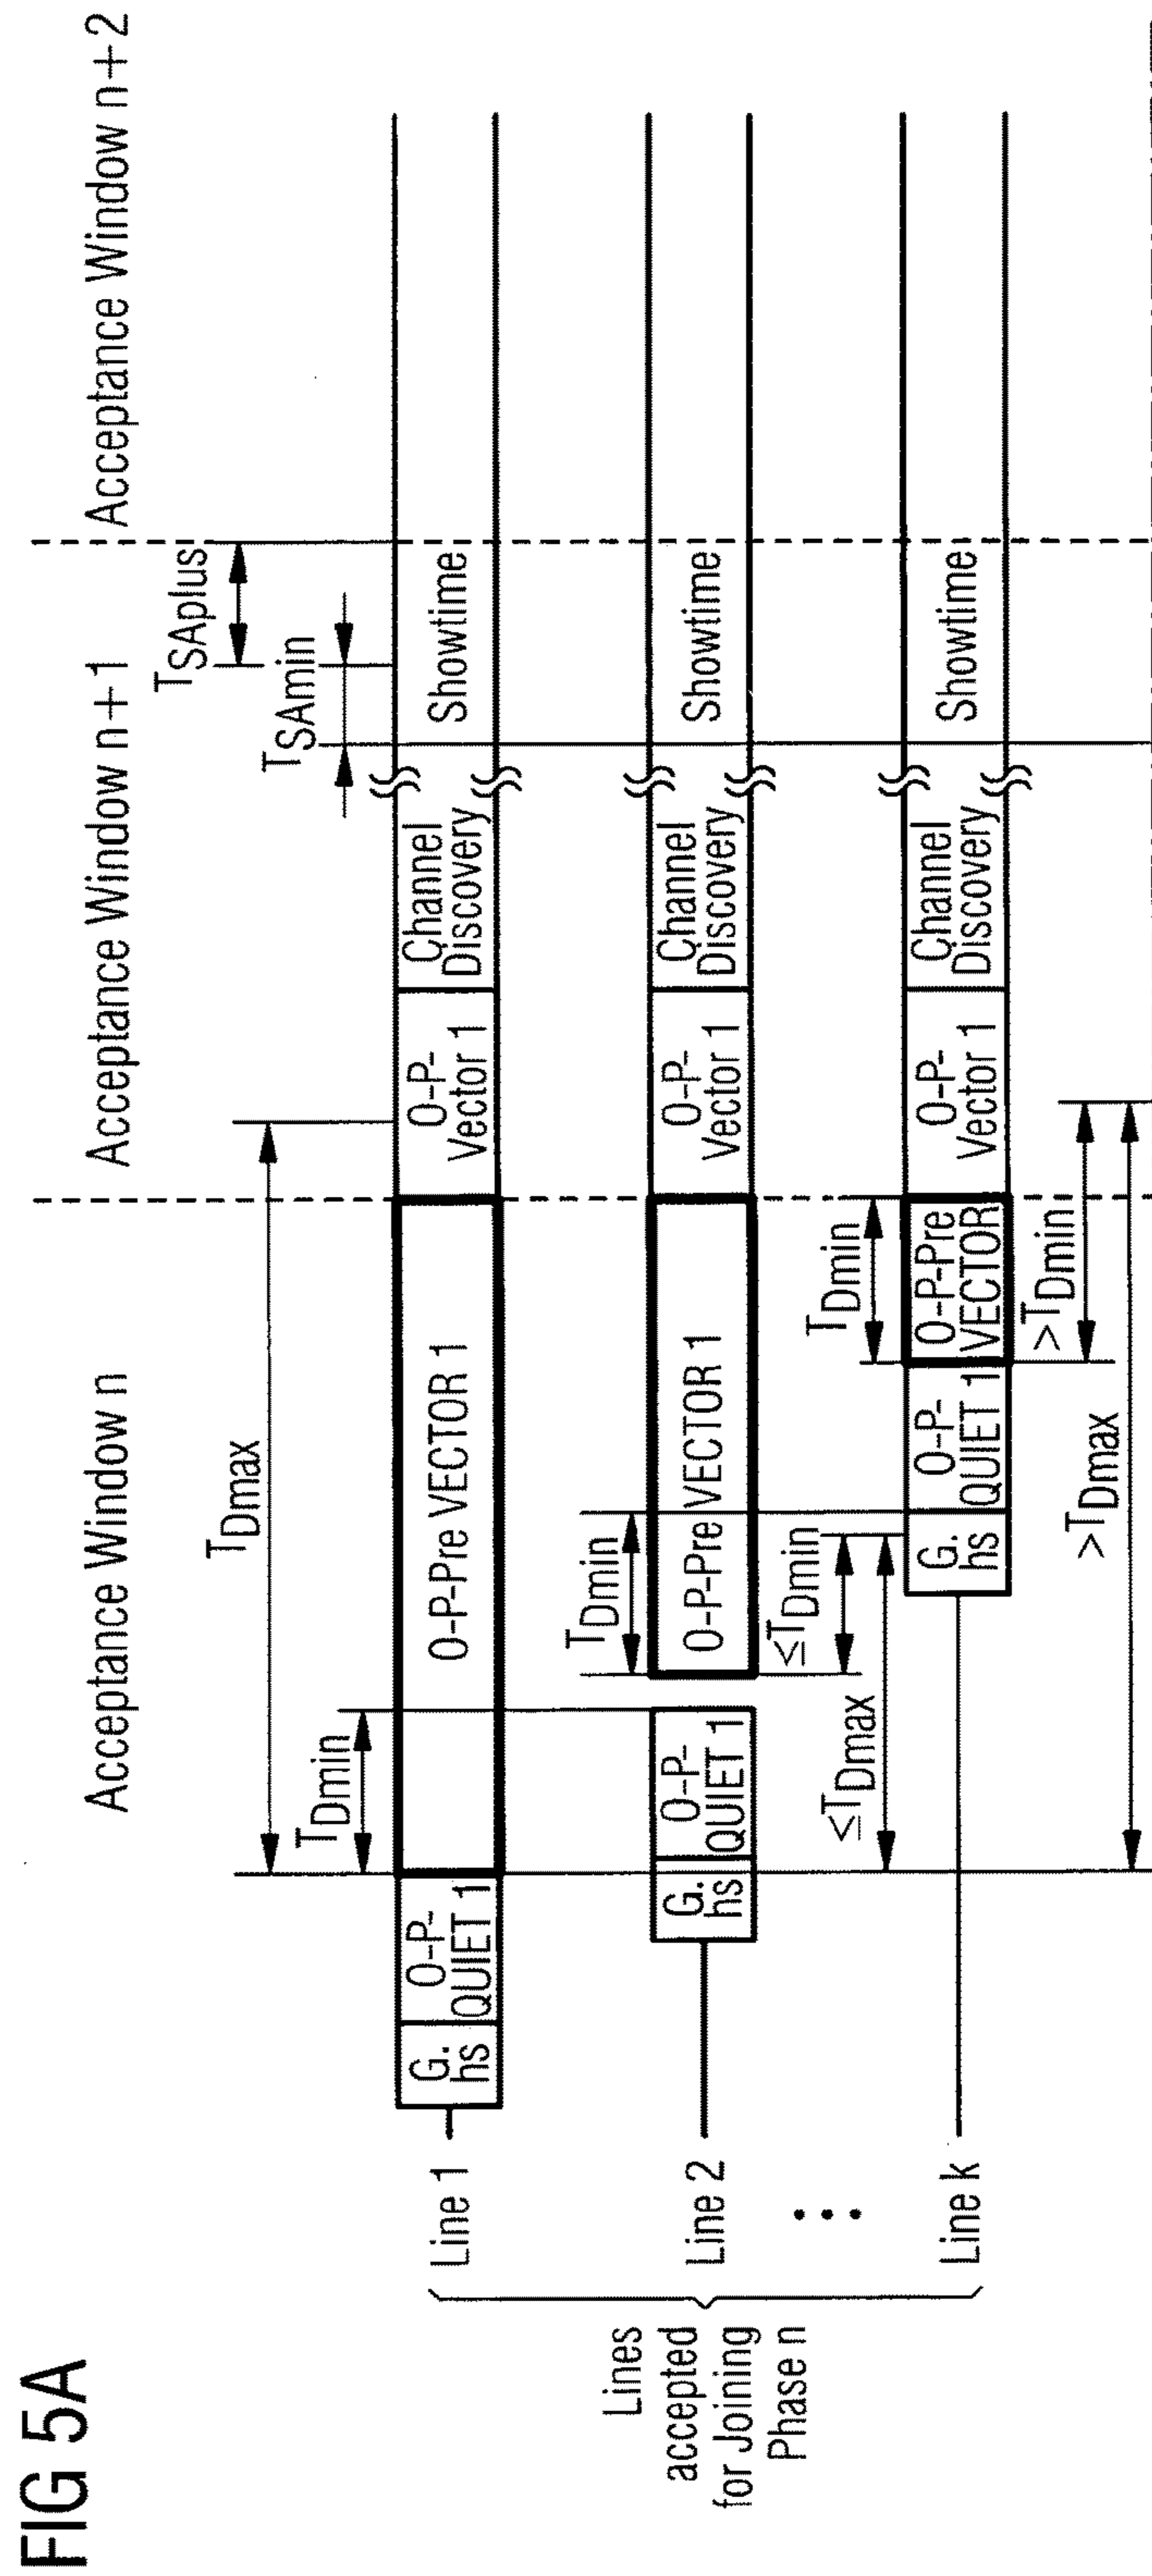 FIG 5A
Acceptance Window n
Acceptance Window n+1
Acceptance Window n+2
TDmax
TSAplus
TDmin
TSAmin
Line 1
G.
hs
O-P-
QUIET 1
O-P-Pre VECTOR 1
O-P-
Vector 1
Channel
Discovery
Showtime
TDmin
Lines
accepted
for Joining
Phase n
Line 2
G.
hs
O-P-
QUIET 1
O-P-Pre VECTOR 1
O-P-
Vector 1
Channel
Discovery
Showtime
≤TDmin
TDmin
≤TDmax
Line k
G.
hs
O-P-
QUIET 1
O-P-Pre
VECTOR
O-P-
Vector 1
Channel
Discovery
Showtime
>TDmin
>TDmax